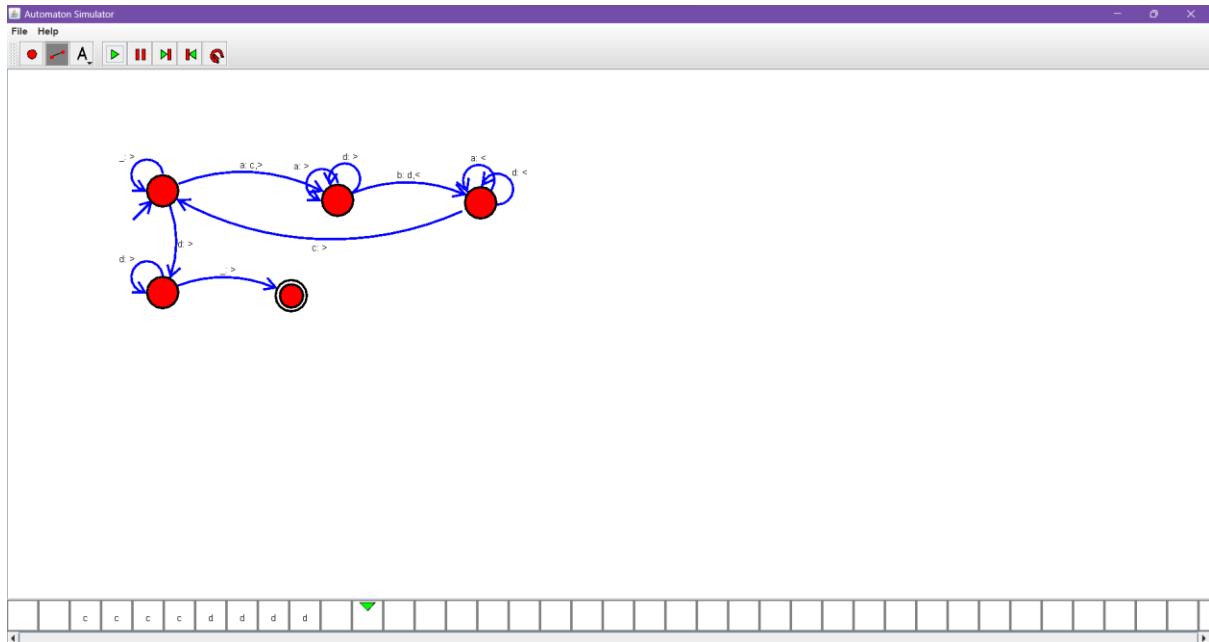 Automaton Simulator
File Help
A
_: >
a: c,>
a: >
d: >
b: d,<
a: <
d: <
c: >
d: >
d: >
_: >
c c c c d d d d